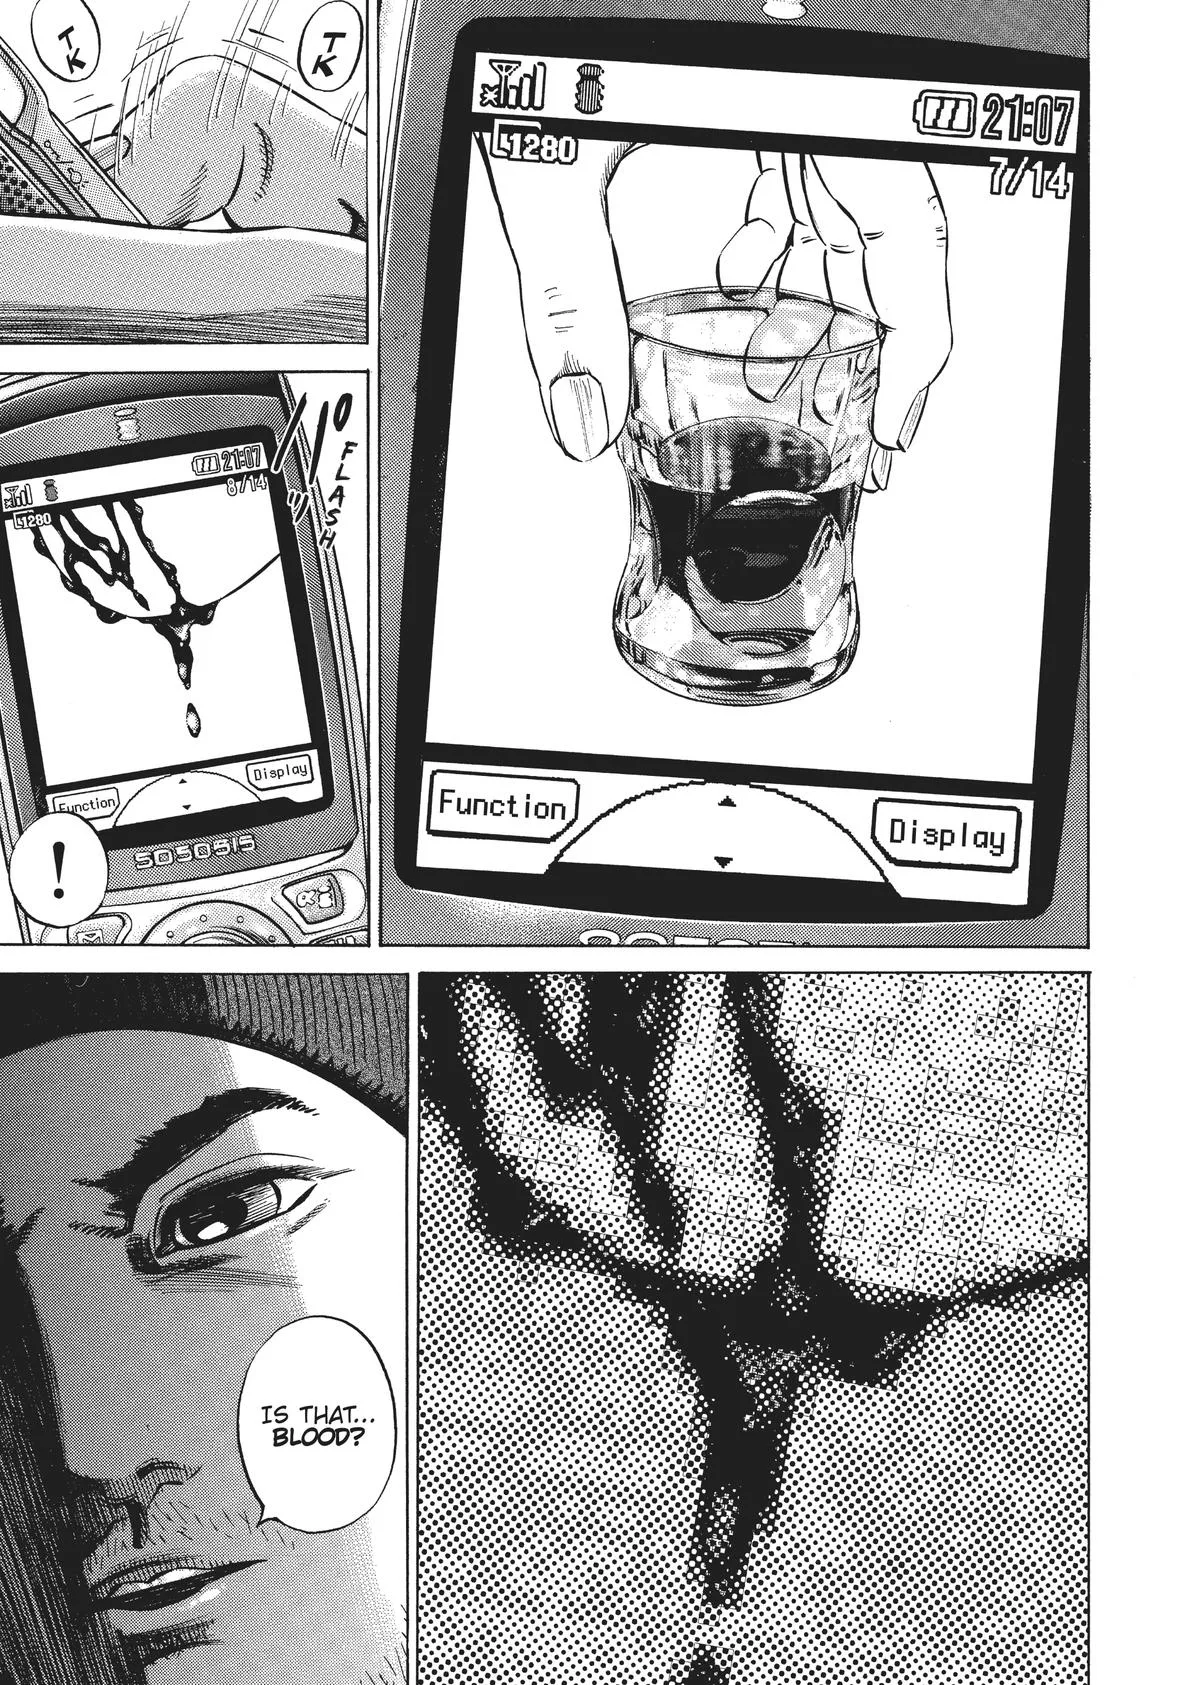 TK
TK
21:07
1280
7/14
Function
Display
FLASH
21:07
8/14
1280
Function
Display
SOSOSIS
!
IS THAT...
BLOOD?